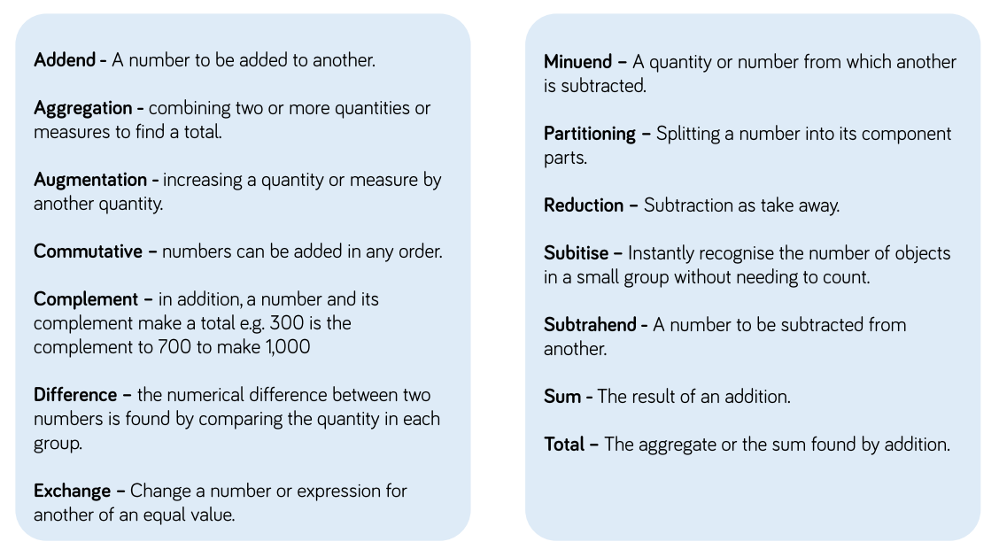 Addend - A number to be added to another.
Aggregation - combining two or more quantities or
measures to find a total.
Augmentation - increasing a quantity or measure by
another quantity.
Commutative – numbers can be added in any order.
Complement – in addition, a number and its
complement make a total e.g. 300 is the
complement to 700 to make 1,000
Difference – the numerical difference between two
numbers is found by comparing the quantity in each
group.
Exchange – Change a number or expression for
another of an equal value.
Minuend – A quantity or number from which another
is subtracted.
Partitioning – Splitting a number into its component
parts.
Reduction – Subtraction as take away.
Subitise – Instantly recognise the number of objects
in a small group without needing to count.
Subtrahend - A number to be subtracted from
another.
Sum - The result of an addition.
Total – The aggregate or the sum found by addition.